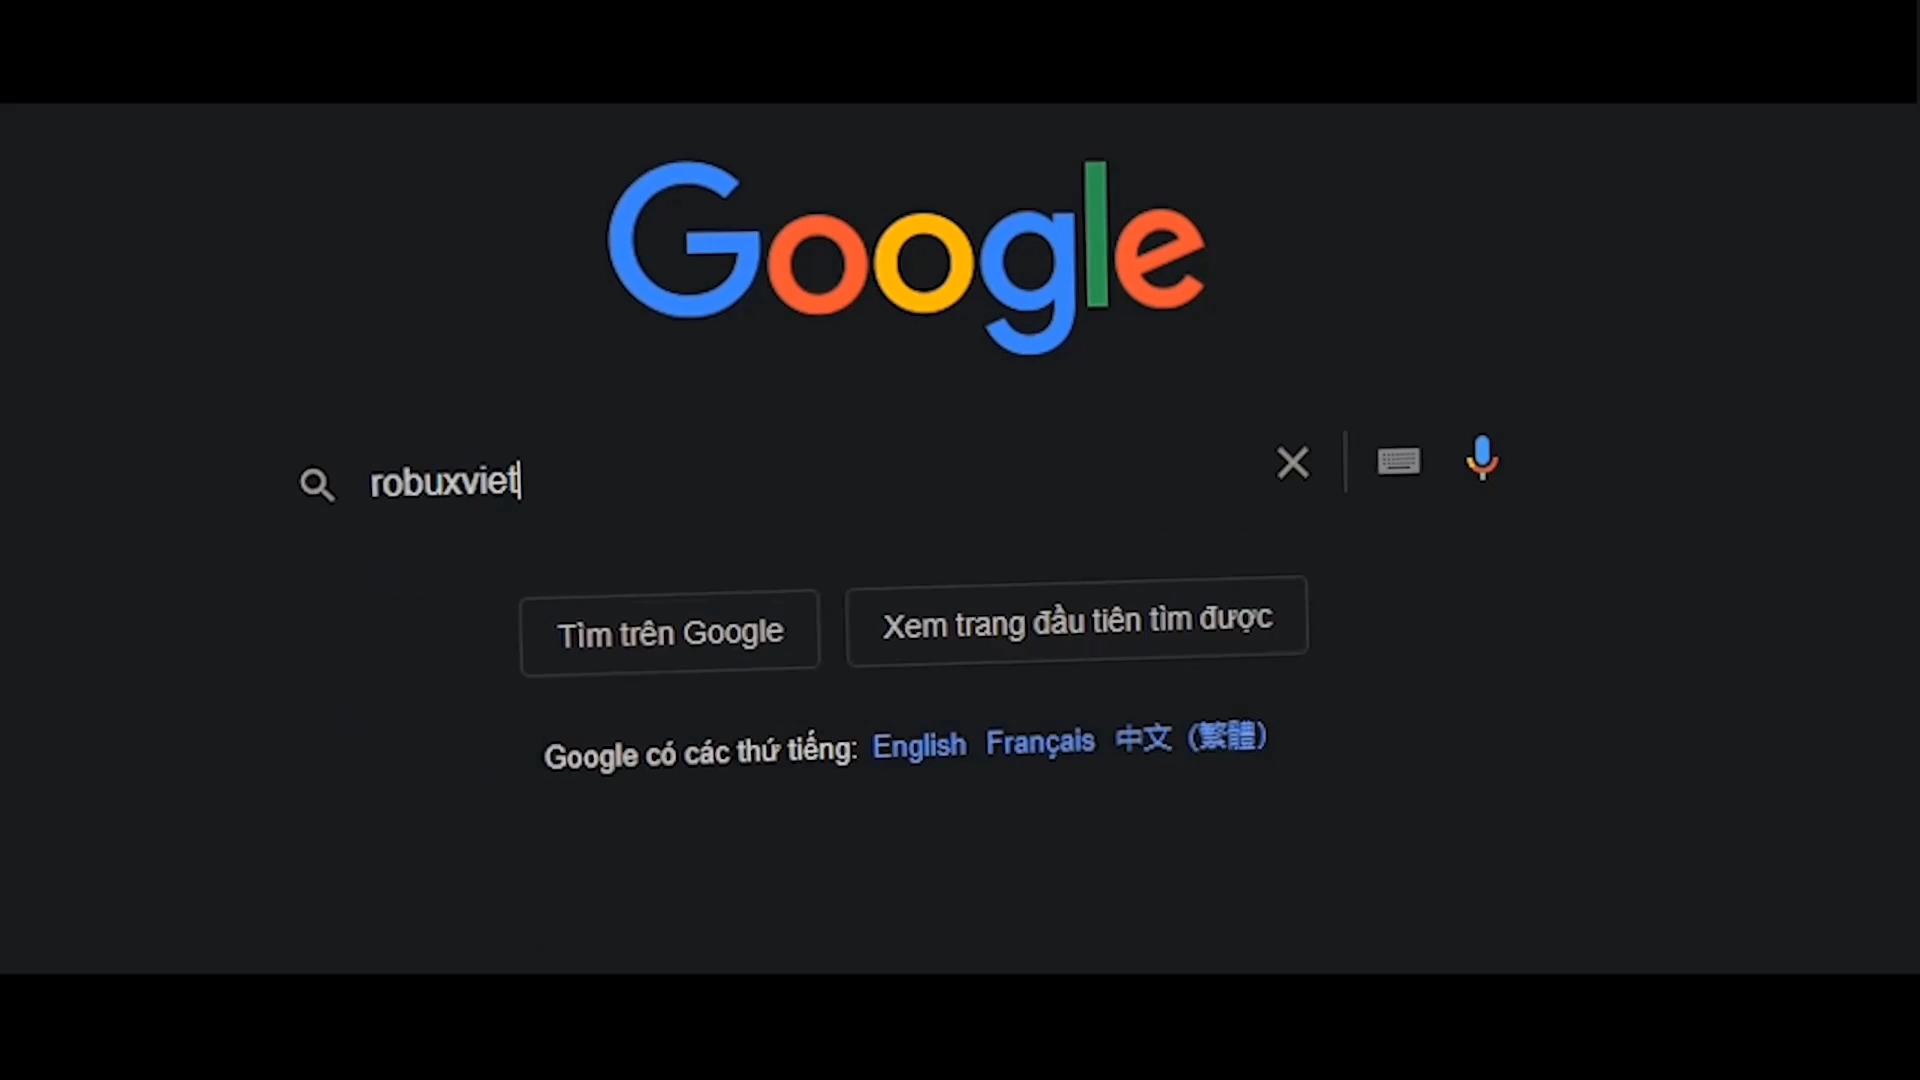 Google
robuxviet
Tìm trên Google
Xem trang đầu tiên tìm được
Google có các thứ tiếng: English Français 中文 (繁體)